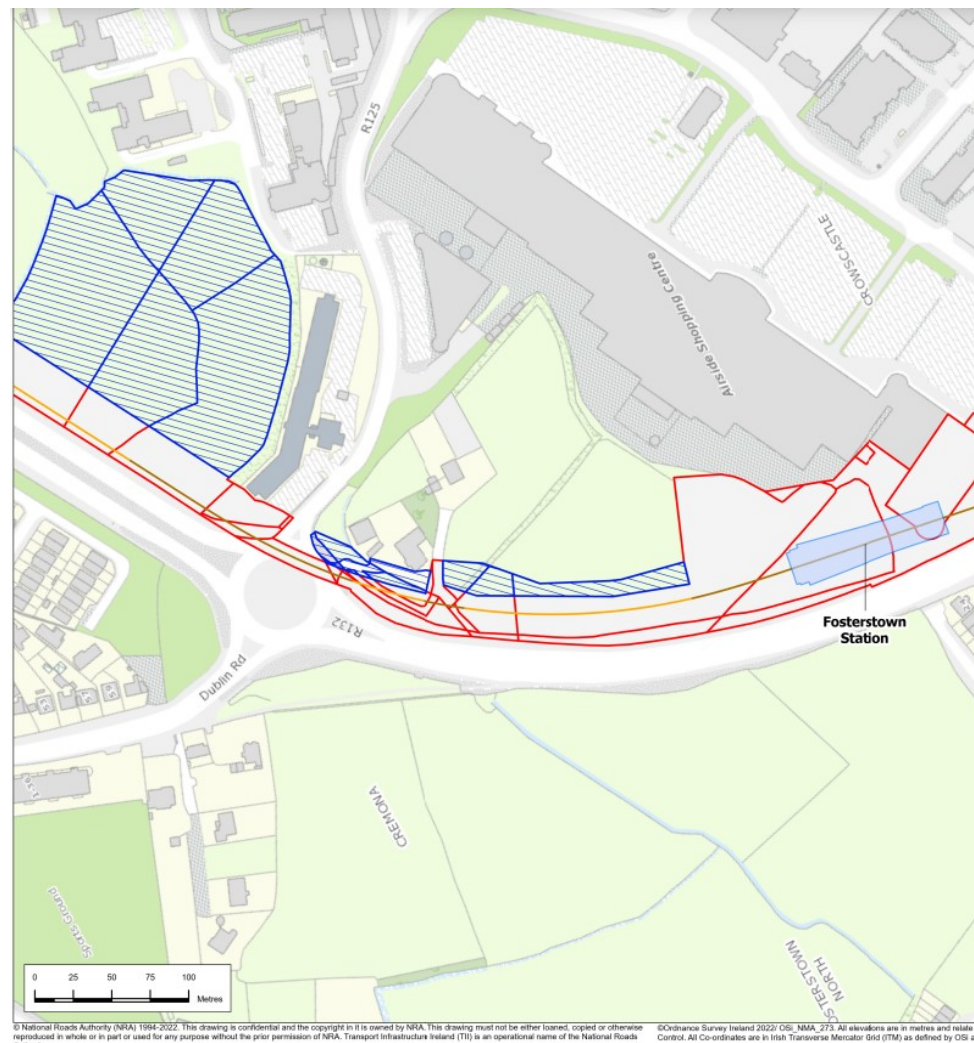 R125
CROWSCASTLE
Airside Shopping Centre
Fosterstown
Station
R132
Dublin Rd
CREMONA
1-36
Sports Ground
OSTERSTOWN
NORTH
0 25 50 75 100
Metres
© National Roads Authority (NRA) 1994-2022. This drawing is confidential and the copyright in it is owned by NRA. This drawing must not be either loaned, copied or otherwise
reproduced in whole or in part or used for any purpose without the prior permission of NRA. Transport Infrastructure Ireland (TII) is an operational name of the National Roads
©Ordnance Survey Ireland 2022/ OSi_NMA_273. All elevations are in metres and relate
Control. All Co-ordinates are in Irish Transverse Mercator Grid (ITM) as defined by OSi